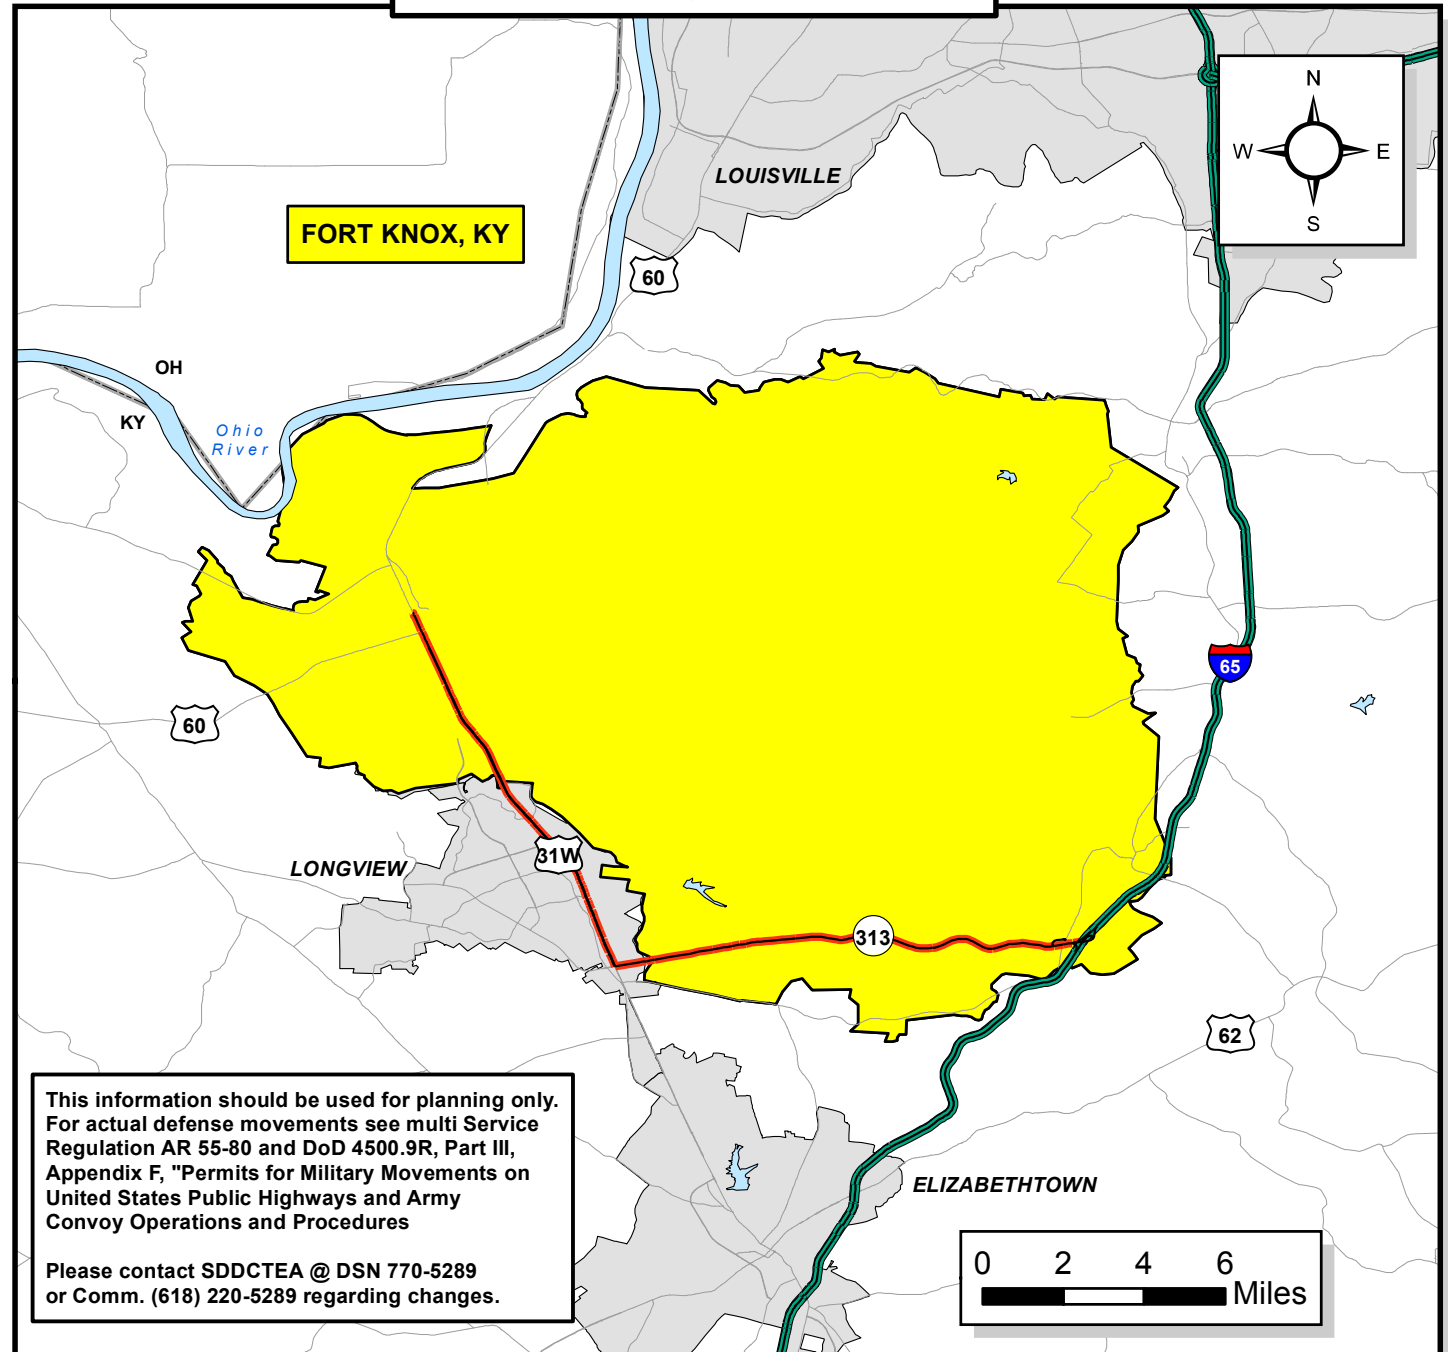 N
W
E
S
LOUISVILLE
FORT KNOX, KY
60
OH
KY
Ohio
River
65
60
31W
LONGVIEW
313
62
This information should be used for planning only.
For actual defense movements see multi Service
Regulation AR 55-80 and DoD 4500.9R, Part III,
Appendix F, "Permits for Military Movements on
United States Public Highways and Army
Convoy Operations and Procedures
Please contact SDDCTEA @ DSN 770-5289
or Comm. (618) 220-5289 regarding changes.
ELIZABETHTOWN
0 2 4 6
Miles